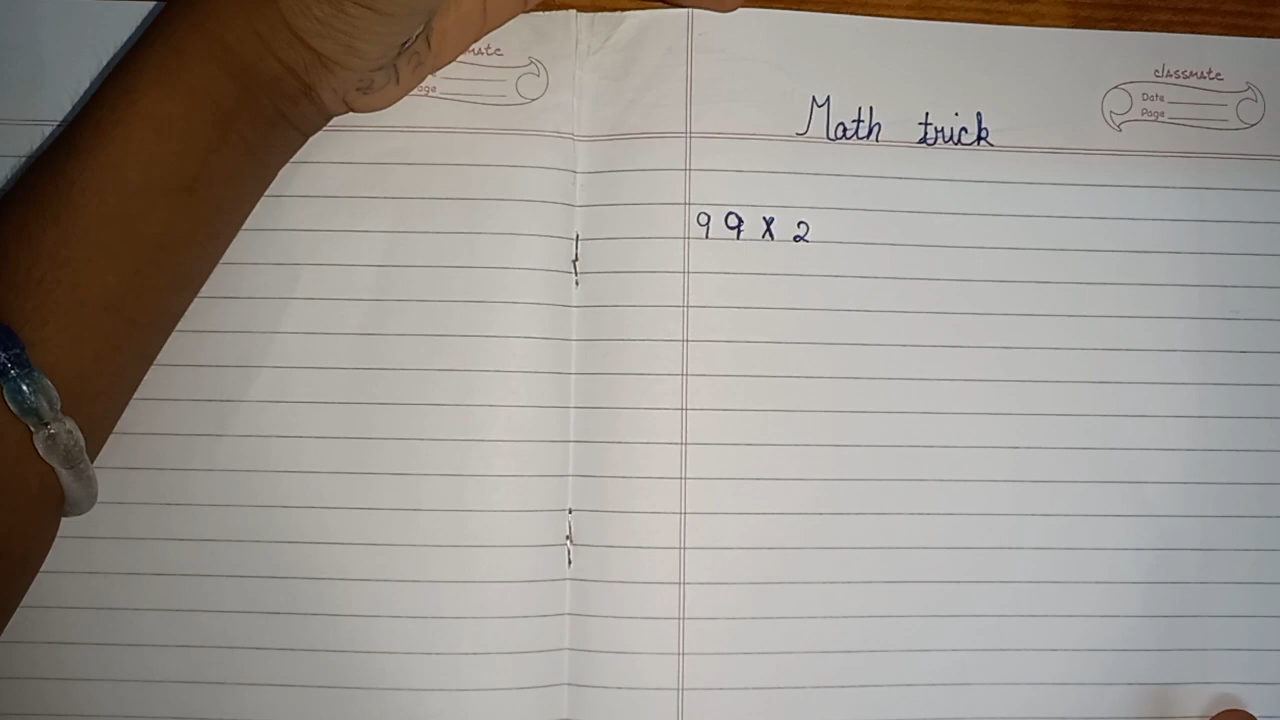 classmate
Date
Page
Math trick
99 x 2